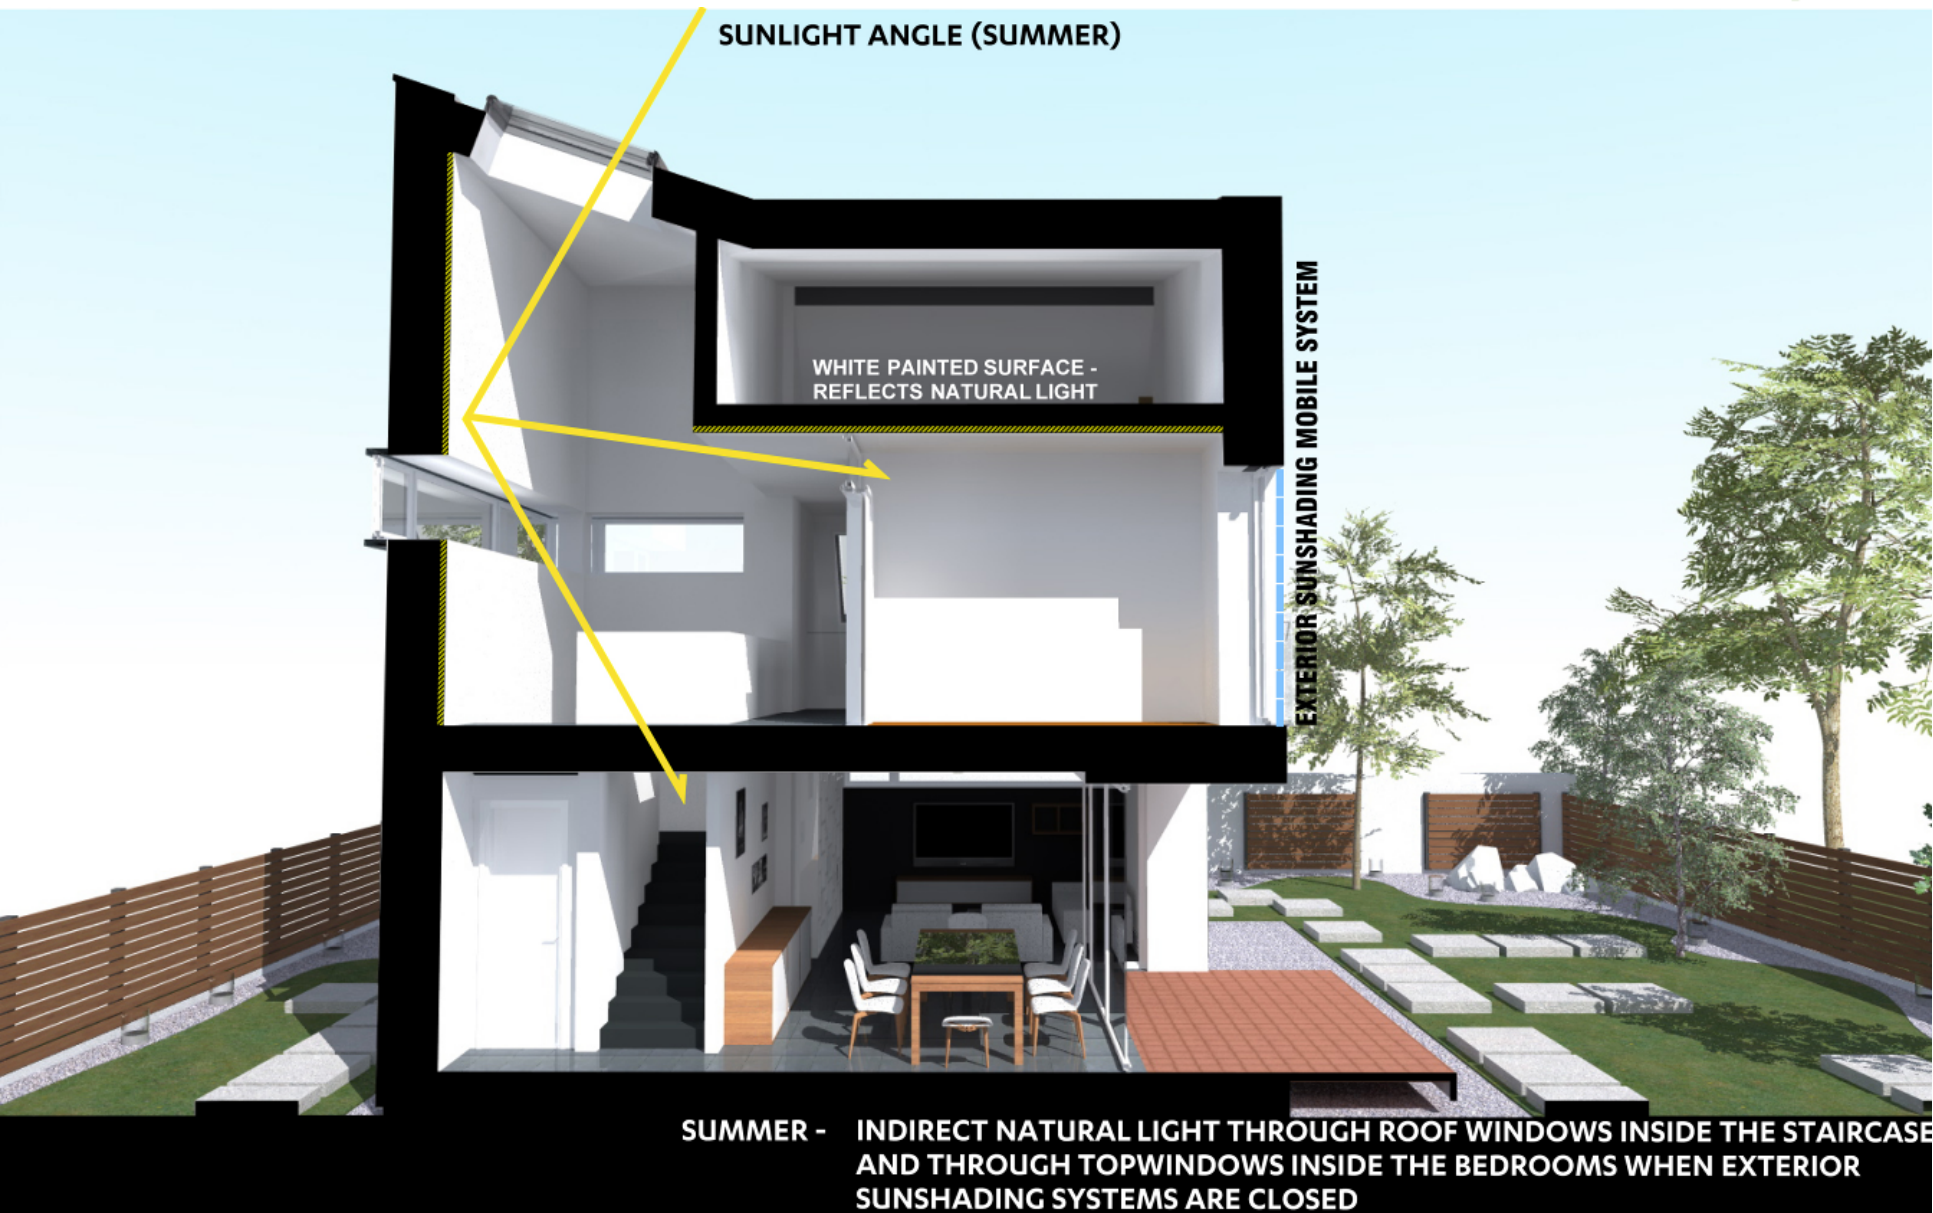 SUNLIGHT ANGLE (SUMMER)
WHITE PAINTED SURFACE -
REFLECTS NATURAL LIGHT
EXTERIOR SUNSHADING MOBILE SYSTEM
SUMMER - INDIRECT NATURAL LIGHT THROUGH ROOF WINDOWS INSIDE THE STAIRCASE
AND THROUGH TOPWINDOWS INSIDE THE BEDROOMS WHEN EXTERIOR
SUNSHADING SYSTEMS ARE CLOSED